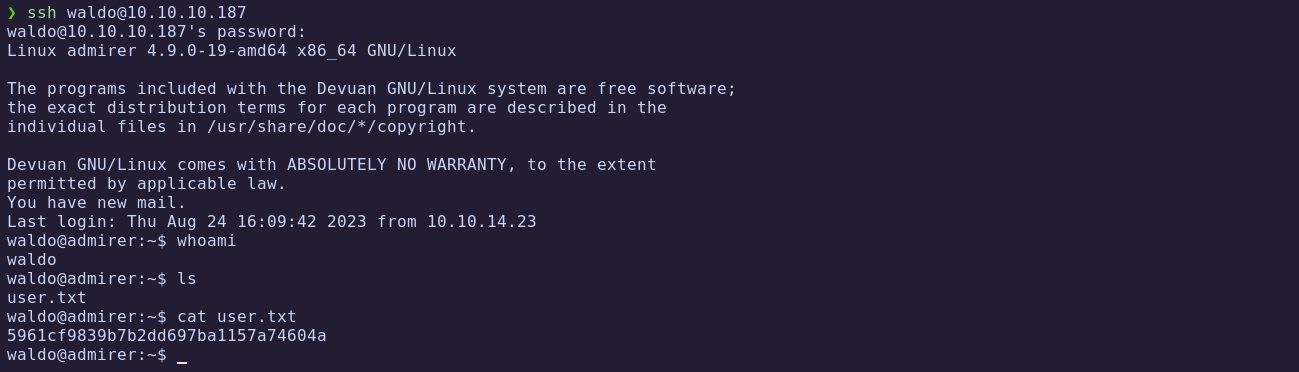 ❯ ssh waldo@10.10.10.187
waldo@10.10.10.187's password:
Linux admirer 4.9.0-19-amd64 x86_64 GNU/Linux
The programs included with the Devuan GNU/Linux system are free software;
the exact distribution terms for each program are described in the
individual files in /usr/share/doc/*/copyright.
Devuan GNU/Linux comes with ABSOLUTELY NO WARRANTY, to the extent
permitted by applicable law.
You have new mail.
Last login: Thu Aug 24 16:09:42 2023 from 10.10.14.23
waldo@admirer:~$ whoami
waldo
waldo@admirer:~$ ls
user.txt
waldo@admirer:~$ cat user.txt
5961cf9839b7b2dd697ba1157a74604a
waldo@admirer:~$ _